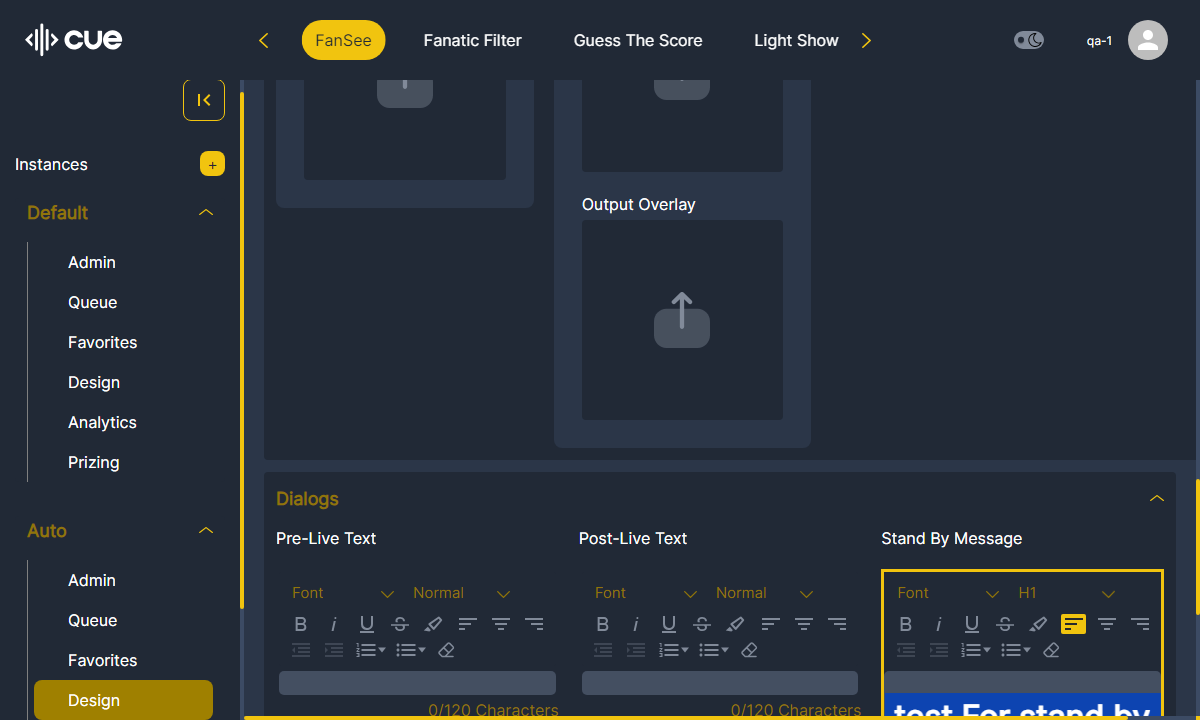 cue
FanSee
Fanatic Filter
Guess The Score
Light Show
qa-1
Instances
+
Default
Admin
Queue
Favorites
Design
Analytics
Prizing
Auto
Admin
Queue
Favorites
Design
Output Overlay
Dialogs
Pre-Live Text
Font
Normal
B i U S
0/120 Characters
Post-Live Text
Font
Normal
B i U S
0/120 Characters
Stand By Message
Font
H1
B i U S
test For stand by